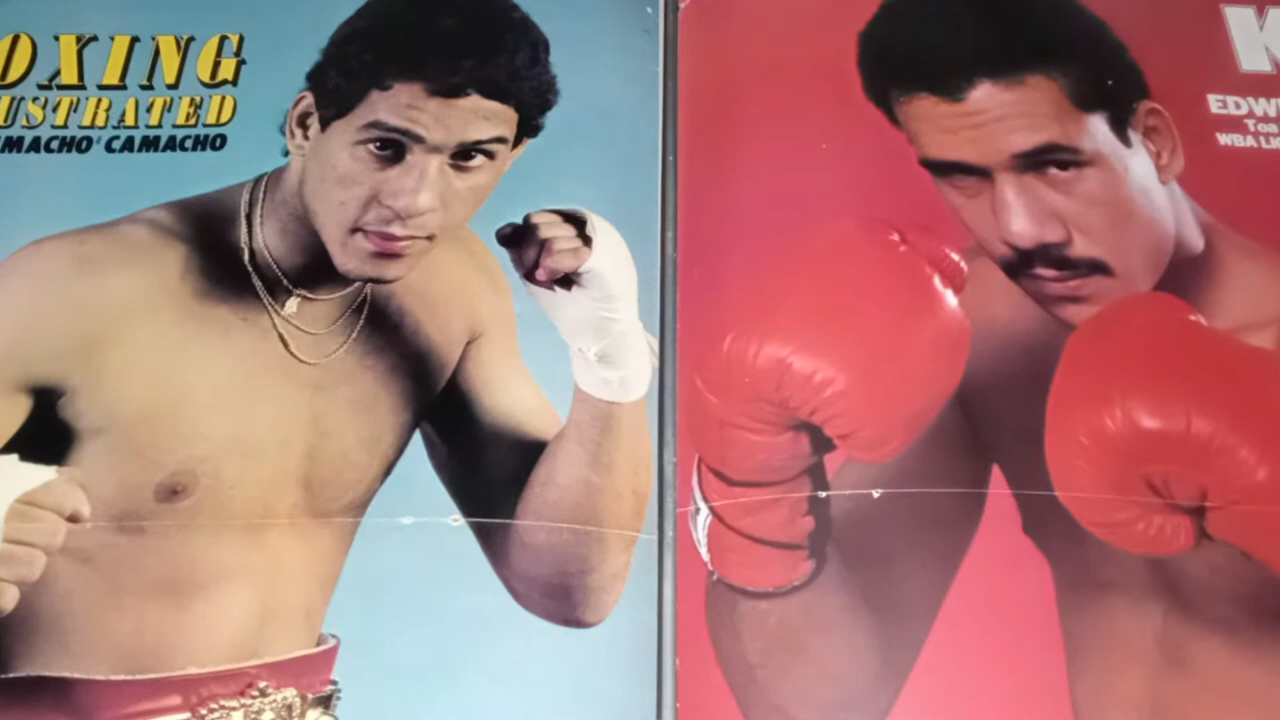 OXING
USTRATED
MACHO' CAMACHO
K
EDW
Toa
WBA LI